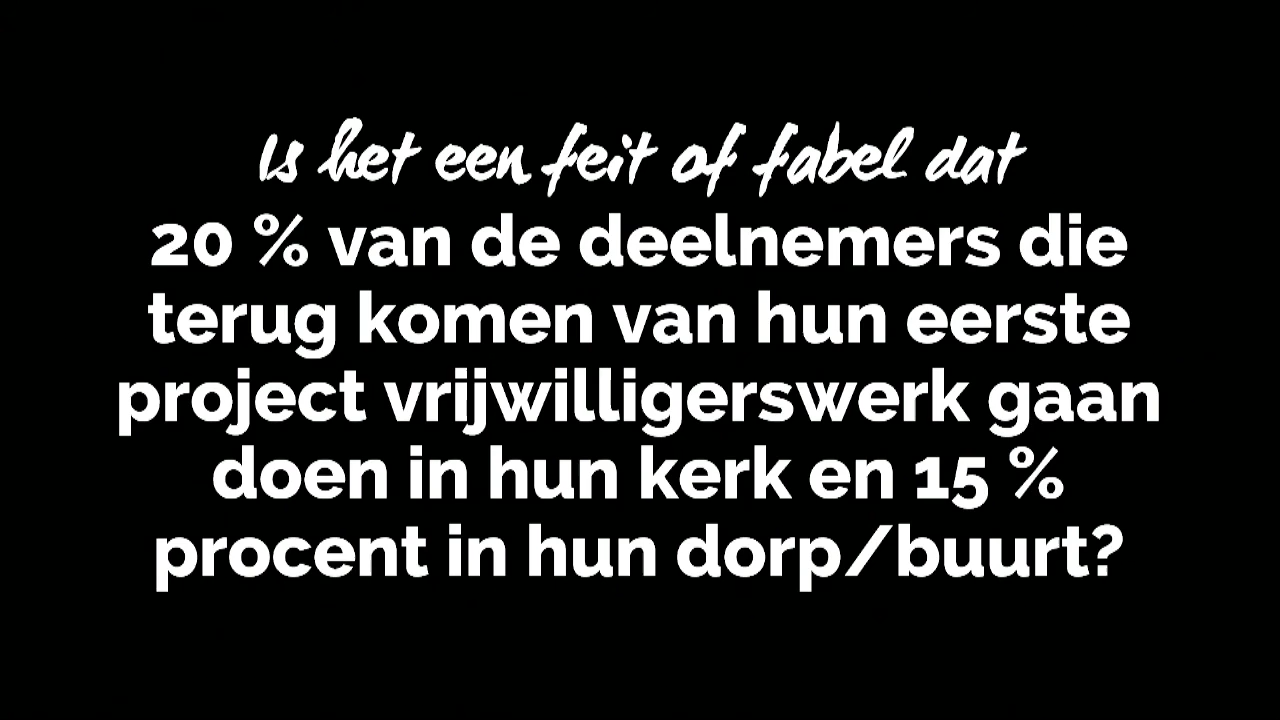 Is het een feit of fabel dat
20 % van de deelnemers die
terug komen van hun eerste
project vrijwilligerswerk gaan
doen in hun kerk en 15 %
procent in hun dorp/buurt?